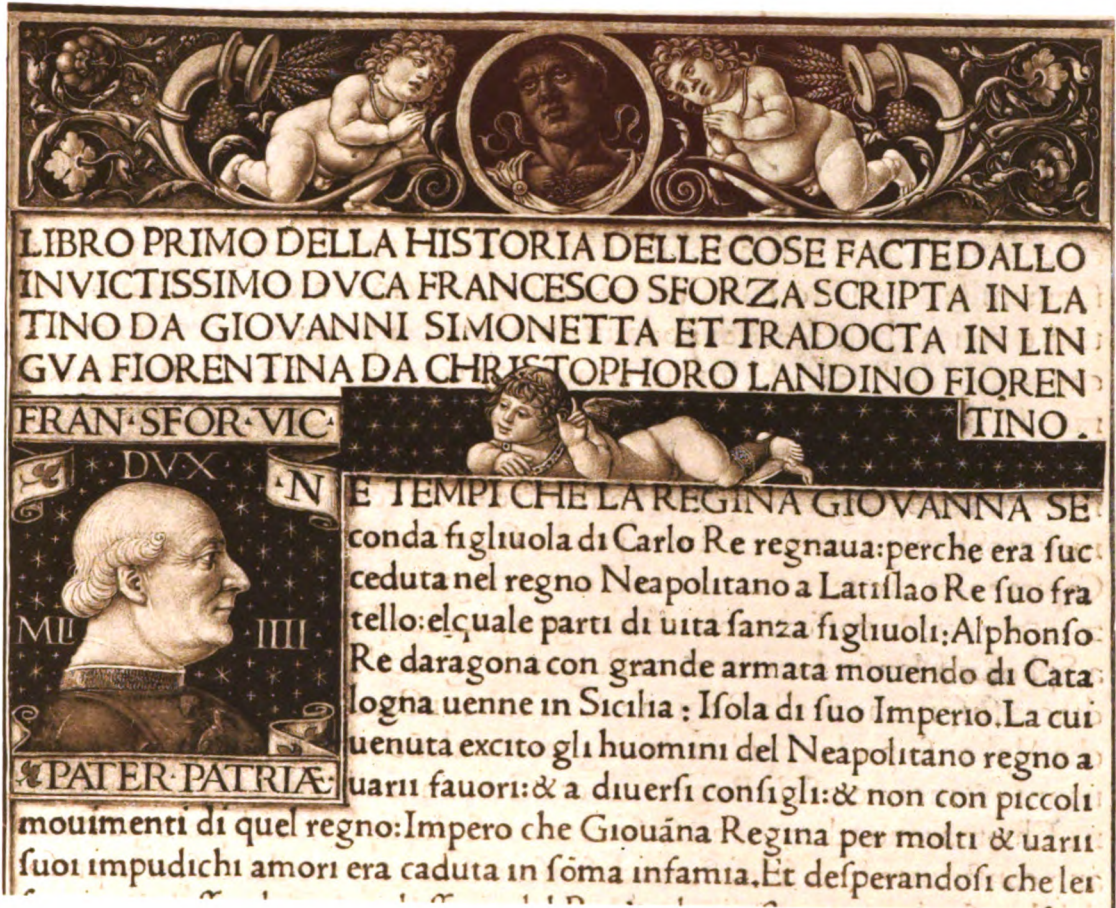 LIBRO PRIMO DELLA HISTORIA DELLE COSE FACTE DALLO
INVICTISSIMO DVCA FRANCESCO SFORZA SCRIPTA IN LA
TINO DA GIOVANNI SIMONETTA ET TRADOCTA IN LIN
GVA FIORENTINA DA CHRISTOPHORO LANDINO FIOREN
TINO.
FRAN·SFOR·VIC·
DVX
·N
MLI IIII
PATER·PATRIÆ·
E TEMPI CHE LA REGINA GIOVANNA SE
conda figliuola di Carlo Re regnaua:perche era ſuc
ceduta nel regno Neapolitano a Latiſlao Re ſuo fra
tello:elquale parti di uita ſanza figliuoli:Alphonſo
Re daragona con grande armata mouendo di Cata
logna uenne in Sicilia: Iſola di ſuo Imperio.La cui
uenuta excito gli huomini del Neapolitano regno a
uarii fauori:& a diuerſi conſigli:& non con piccoli
mouimenti di quel regno:Impero che Giouãna Regina per molti & uarii
ſuoi impudichi amori era caduta in ſõma infamia.Et deſperandoſi che lei